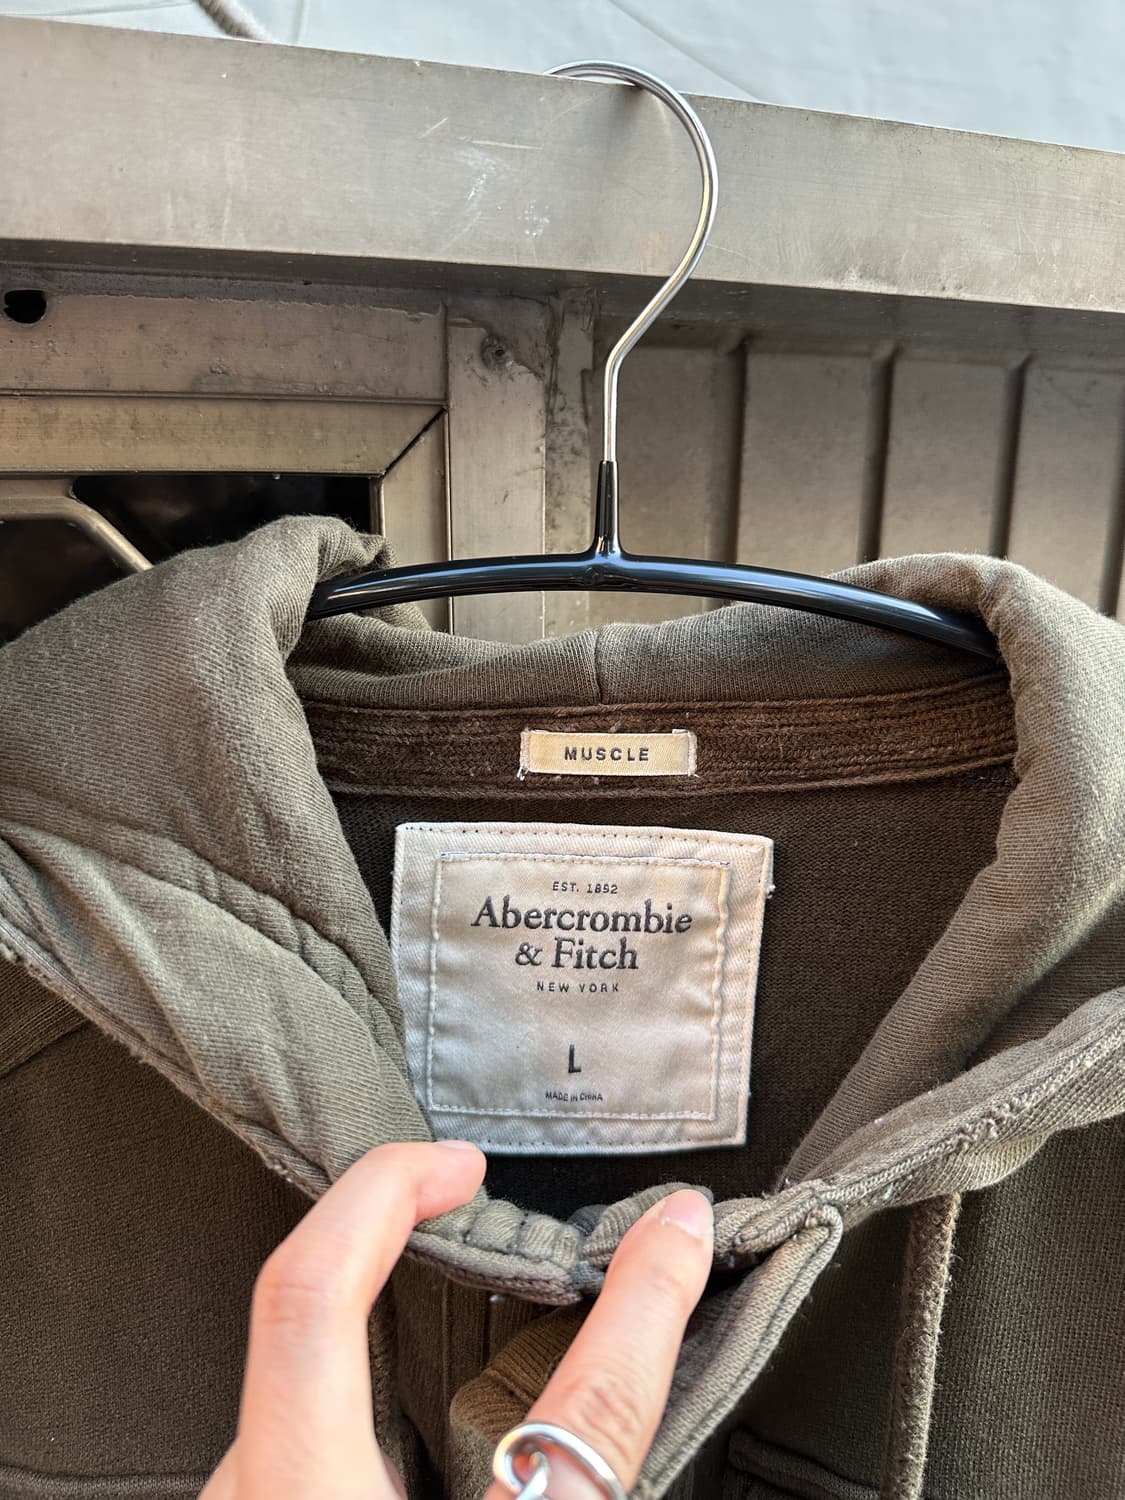 MUSCLE
EST. 1892
Abercrombie
& Fitch
NEW YORK
L
MADE IN CHINA